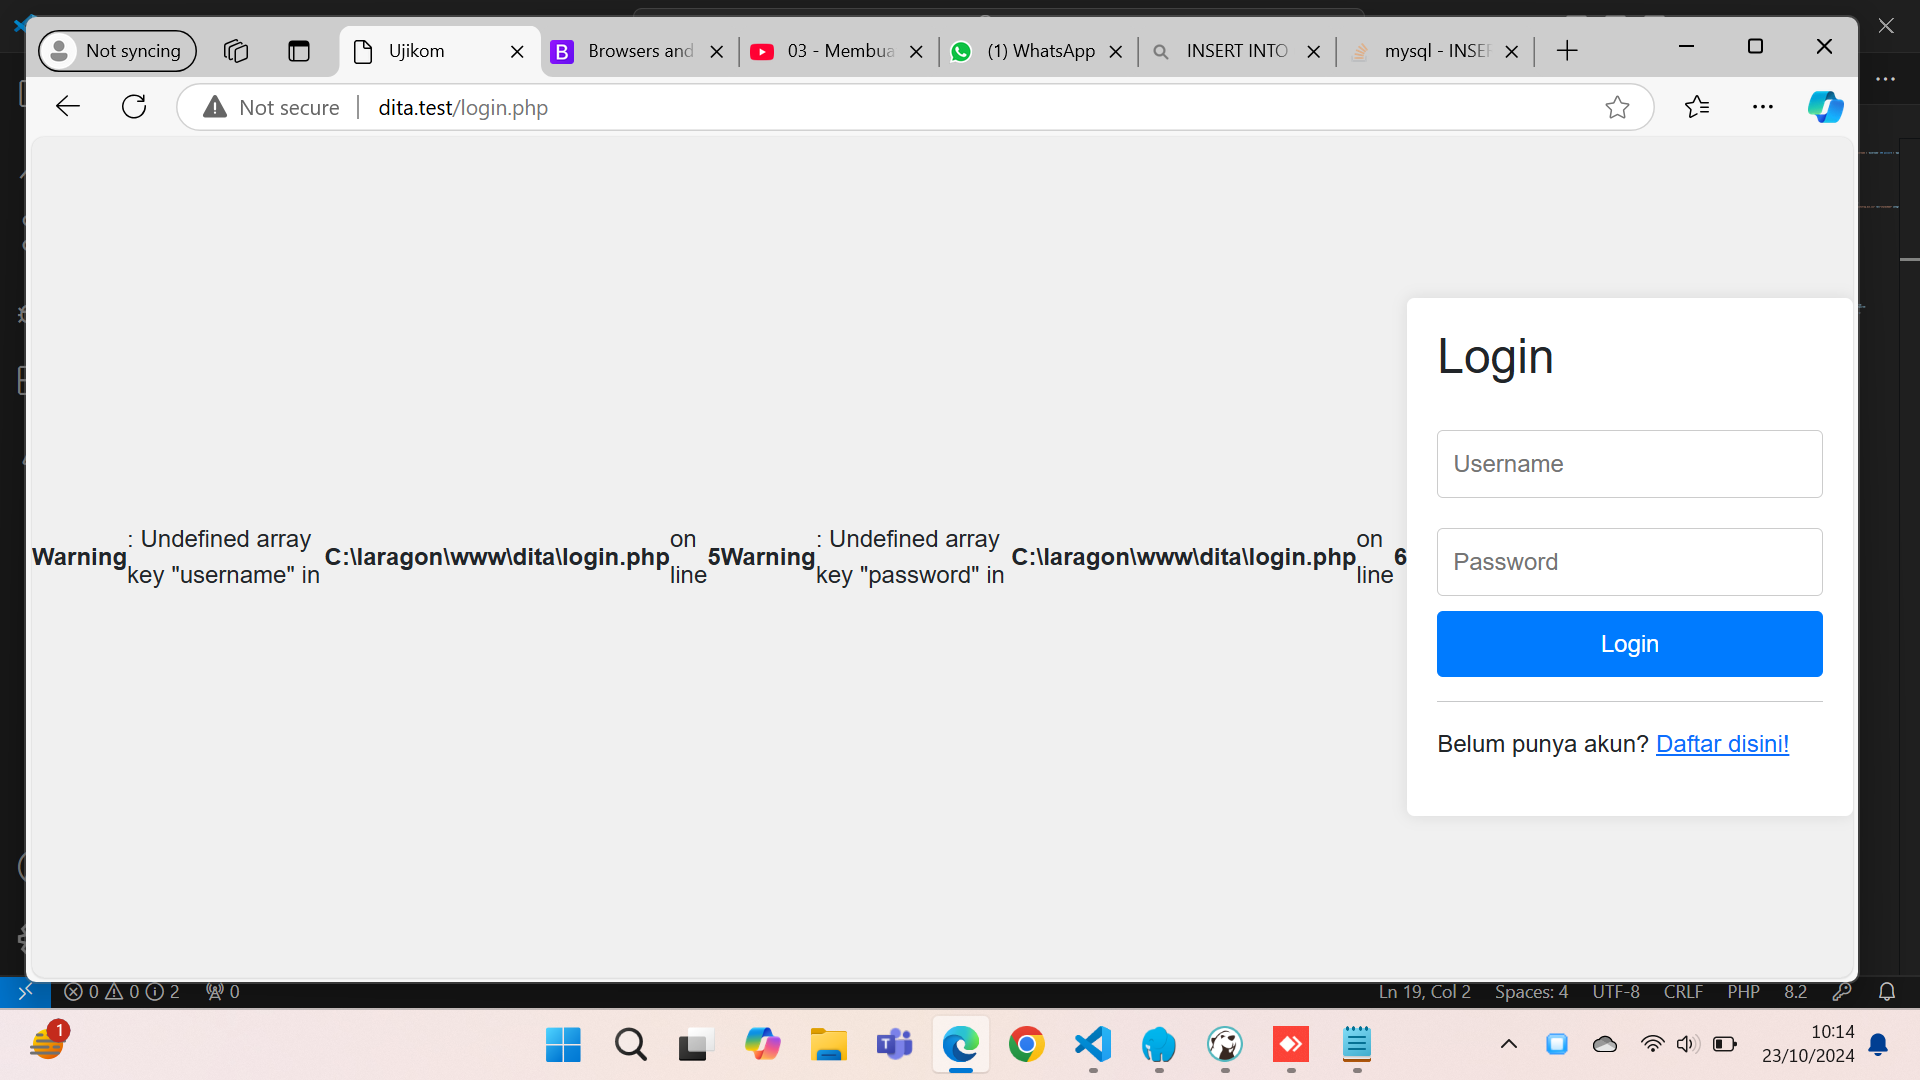 Not syncing
Ujikom
Browsers and
03 - Membua
(1) WhatsApp
INSERT INTO
mysql - INSER
Not secure
dita.test/login.php
Login
Username
Password
Login
Belum punya akun? Daftar disini!
Warning: Undefined array key "username" in C:\laragon\www\dita\login.php on line 5
Warning: Undefined array key "password" in C:\laragon\www\dita\login.php on line 6
0 0 2 0
Ln 19, Col 2 Spaces: 4 UTF-8 CRLF PHP 8.2
1
10:14
23/10/2024